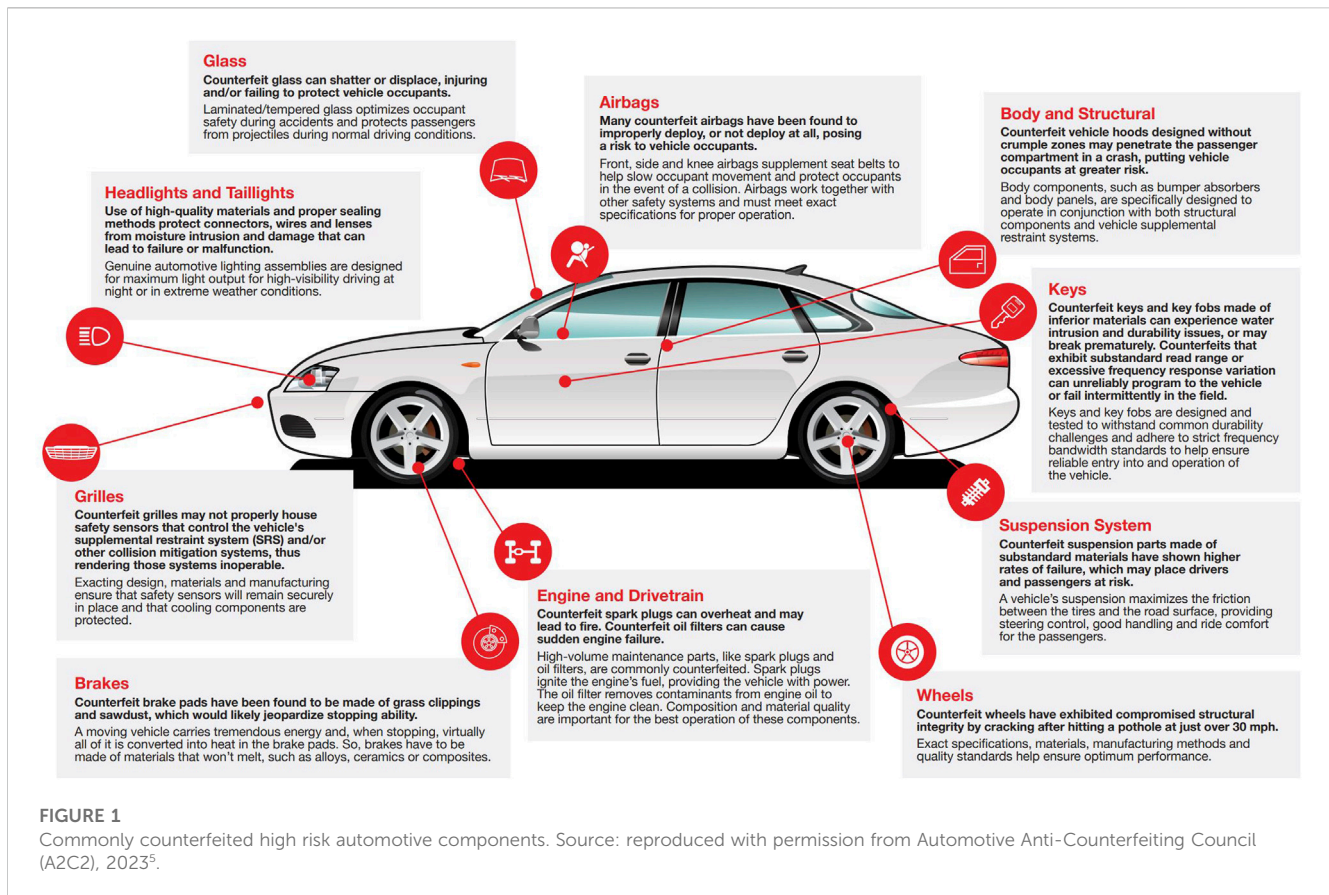 Glass
Counterfeit glass can shatter or displace, injuring
and/or failing to protect vehicle occupants.
Laminated/tempered glass optimizes occupant
safety during accidents and protects passengers
from projectiles during normal driving conditions.
Airbags
Many counterfeit airbags have been found to
improperly deploy, or not deploy at all, posing
a risk to vehicle occupants.
Front, side and knee airbags supplement seat belts to
help slow occupant movement and protect occupants
in the event of a collision. Airbags work together with
other safety systems and must meet exact
specifications for proper operation.
Body and Structural
Counterfeit vehicle hoods designed without
crumple zones may penetrate the passenger
compartment in a crash, putting vehicle
occupants at greater risk.
Body components, such as bumper absorbers
and body panels, are specifically designed to
operate in conjunction with both structural
components and vehicle supplemental
restraint systems.
Headlights and Taillights
Use of high-quality materials and proper sealing
methods protect connectors, wires and lenses
from moisture intrusion and damage that can
lead to failure or malfunction.
Genuine automotive lighting assemblies are designed
for maximum light output for high-visibility driving at
night or in extreme weather conditions.
Keys
Counterfeit keys and key fobs made of
inferior materials can experience water
intrusion and durability issues, or may
break prematurely. Counterfeits that
exhibit substandard read range or
excessive frequency response variation
can unreliably program to the vehicle
or fail intermittently in the field.
Keys and key fobs are designed and
tested to withstand common durability
challenges and adhere to strict frequency
bandwidth standards to help ensure
reliable entry into and operation of
the vehicle.
Grilles
Counterfeit grilles may not properly house
safety sensors that control the vehicle's
supplemental restraint system (SRS) and/or
other collision mitigation systems, thus
rendering those systems inoperable.
Exacting design, materials and manufacturing
ensure that safety sensors will remain securely
in place and that cooling components are
protected.
Suspension System
Counterfeit suspension parts made of
substandard materials have shown higher
rates of failure, which may place drivers
and passengers at risk.
A vehicle's suspension maximizes the friction
between the tires and the road surface, providing
steering control, good handling and ride comfort
for the passengers.
Engine and Drivetrain
Counterfeit spark plugs can overheat and may
lead to fire. Counterfeit oil filters can cause
sudden engine failure.
High-volume maintenance parts, like spark plugs and
oil filters, are commonly counterfeited. Spark plugs
ignite the engine's fuel, providing the vehicle with power.
The oil filter removes contaminants from engine oil to
keep the engine clean. Composition and material quality
are important for the best operation of these components.
Brakes
Counterfeit brake pads have been found to be made of grass clippings
and sawdust, which would likely jeopardize stopping ability.
A moving vehicle carries tremendous energy and, when stopping, virtually
all of it is converted into heat in the brake pads. So, brakes have to be
made of materials that won't melt, such as alloys, ceramics or composites.
Wheels
Counterfeit wheels have exhibited compromised structural
integrity by cracking after hitting a pothole at just over 30 mph.
Exact specifications, materials, manufacturing methods and
quality standards help ensure optimum performance.
FIGURE 1
Commonly counterfeited high risk automotive components. Source: reproduced with permission from Automotive Anti-Counterfeiting Council
(A2C2), 2023⁵.